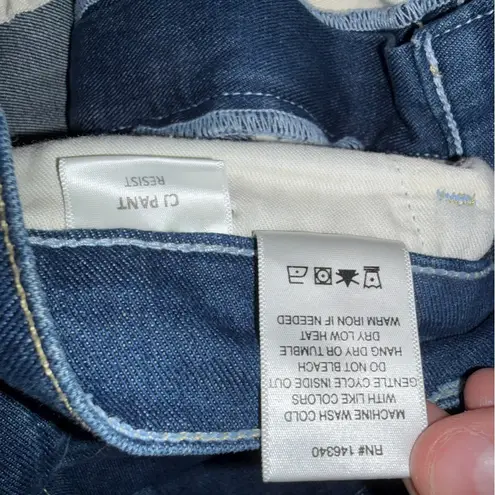 CJ PANT
RESIST
RN# 146340
MACHINE WASH COLD
WITH LIKE COLORS
GENTLE CYCLE INSIDE OUT
DO NOT BLEACH
HANG DRY OR TUMBLE
DRY LOW HEAT
WARM IRON IF NEEDED